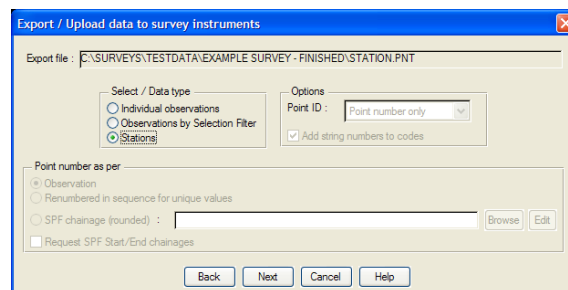 Export / Upload data to survey instruments
Export file : C:\SURVEYS\TESTDATA\EXAMPLE SURVEY - FINISHED\STATION.PNT
Select / Data type
Individual observations
Observations by Selection Filter
Stations
Options
Point ID : Point number only
Add string numbers to codes
Point number as per
Observation
Renumbered in sequence for unique values
SPF chainage (rounded) : Browse Edit
Request SPF Start/End chainages
Back Next Cancel Help